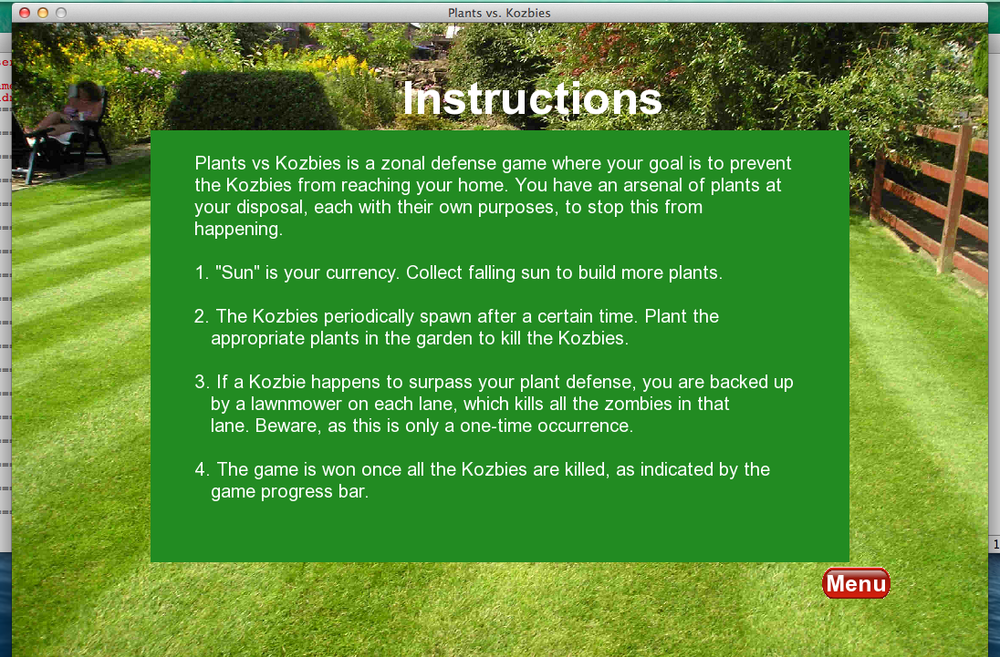 Plants vs. Kozbies
Instructions
Plants vs Kozbies is a zonal defense game where your goal is to prevent
the Kozbies from reaching your home. You have an arsenal of plants at
your disposal, each with their own purposes, to stop this from
happening.
1. "Sun" is your currency. Collect falling sun to build more plants.
2. The Kozbies periodically spawn after a certain time. Plant the
appropriate plants in the garden to kill the Kozbies.
3. If a Kozbie happens to surpass your plant defense, you are backed up
by a lawnmower on each lane, which kills all the zombies in that
lane. Beware, as this is only a one-time occurrence.
4. The game is won once all the Kozbies are killed, as indicated by the
game progress bar.
Menu